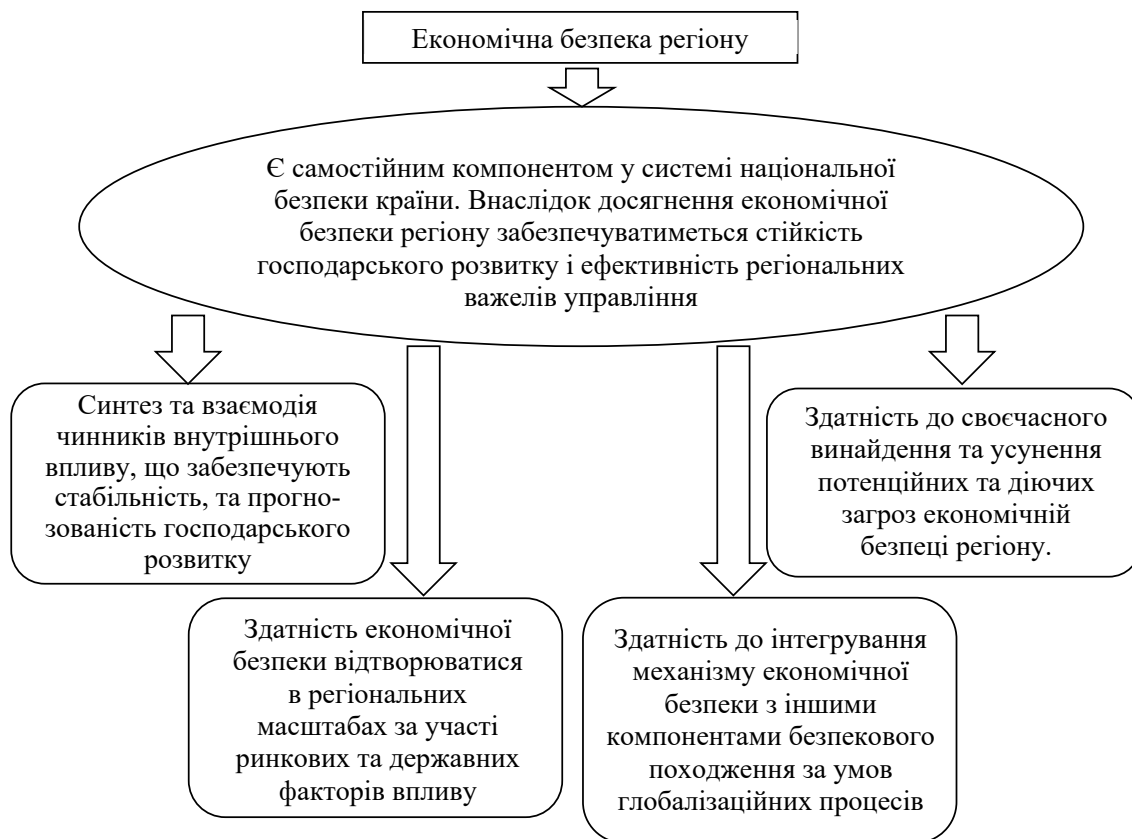 Економічна безпека регіону
Є самостійним компонентом у системі національної
безпеки країни. Внаслідок досягнення економічної
безпеки регіону забезпечуватиметься стійкість
господарського розвитку і ефективність регіональних
важелів управління
Синтез та взаємодія
чинників внутрішнього
впливу, що забезпечують
стабільність, та прогно-
зованість господарського
розвитку
Здатність до своєчасного
винайдення та усунення
потенційних та діючих
загроз економічній
безпеці регіону.
Здатність економічної
безпеки відтворюватися
в регіональних
масштабах за участі
ринкових та державних
факторів впливу
Здатність до інтегрування
механізму економічної
безпеки з іншими
компонентами безпекового
походження за умов
глобалізаційних процесів